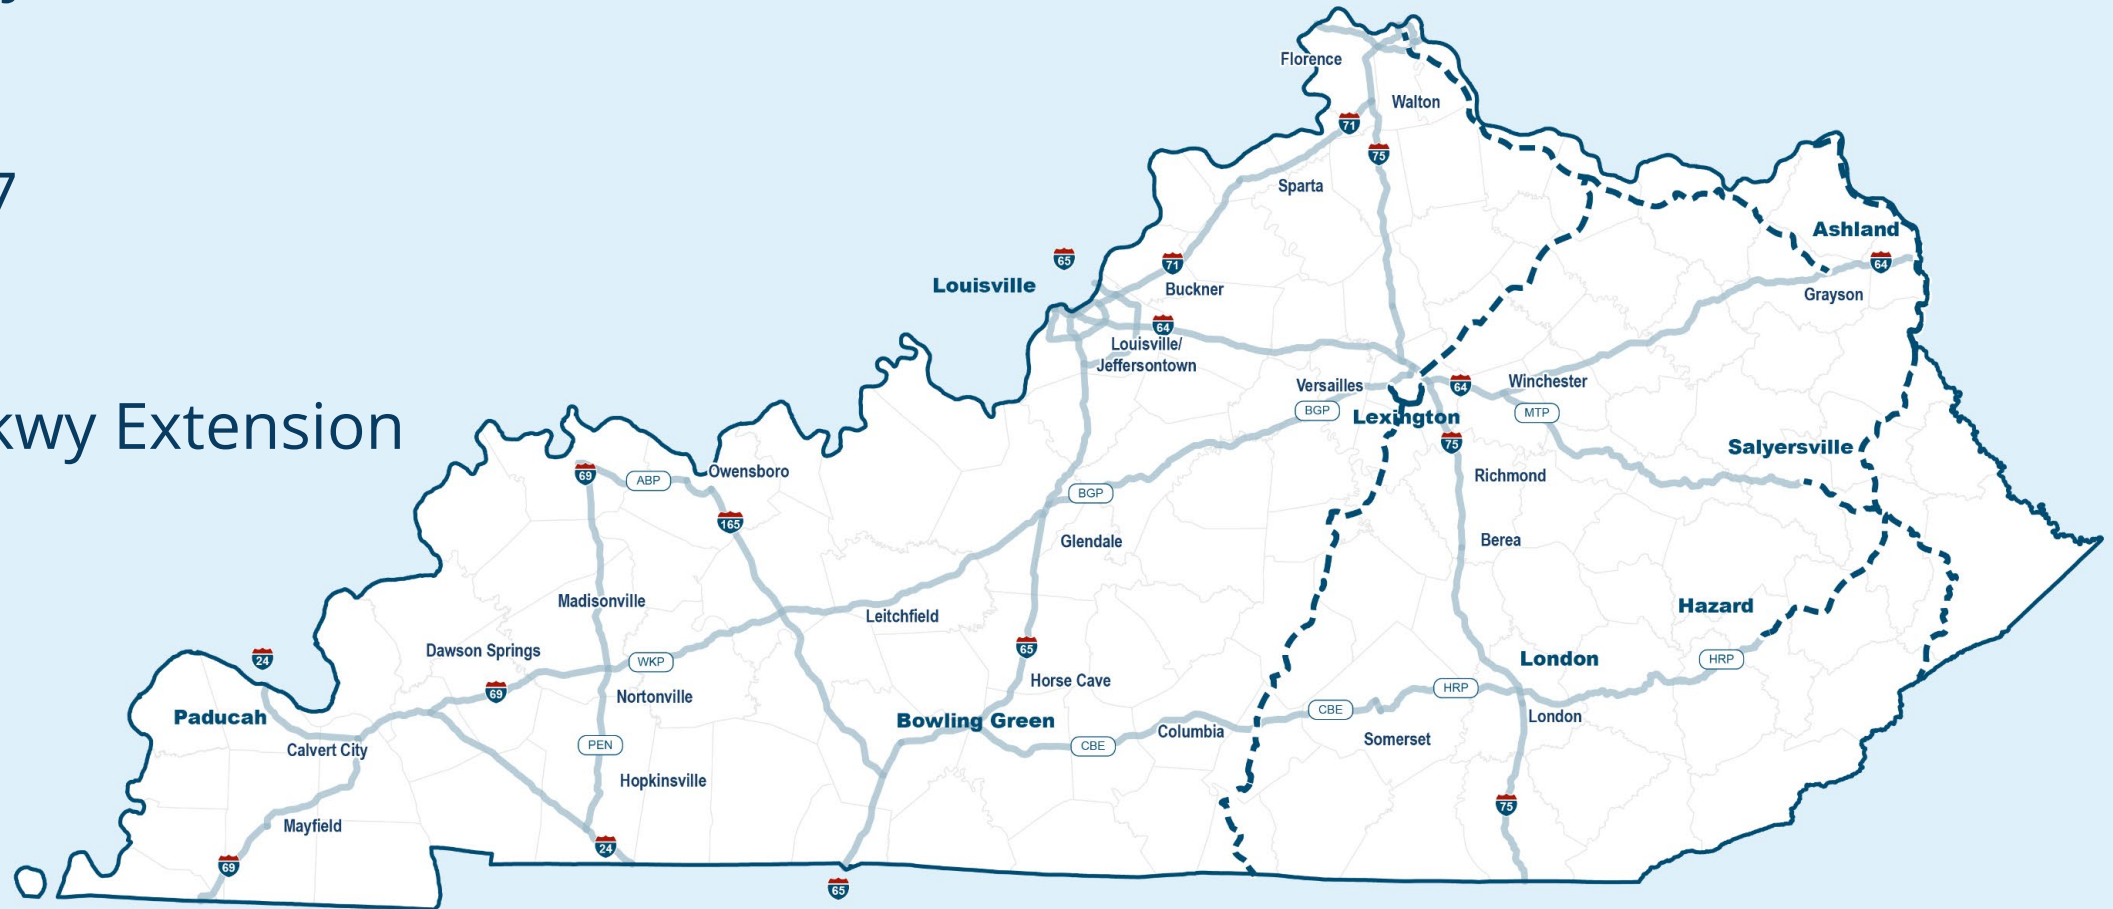 7
kwy Extension
Florence
Walton
71
75
Sparta
Ashland
65
71
64
Louisville
Buckner
Grayson
64
Louisville/
Jeffersontown
Versailles
64
Winchester
BGP
Lexington
MTP
75
Salyersville
Owensboro
69
ABP
Richmond
BGP
165
Glendale
Berea
Madisonville
Leitchfield
Hazard
Dawson Springs
24
WKP
65
London
HRP
69
Nortonville
Horse Cave
HRP
Paducah
Bowling Green
CBE
London
Calvert City
PEN
CBE
Columbia
Somerset
Hopkinsville
75
Mayfield
24
69
65